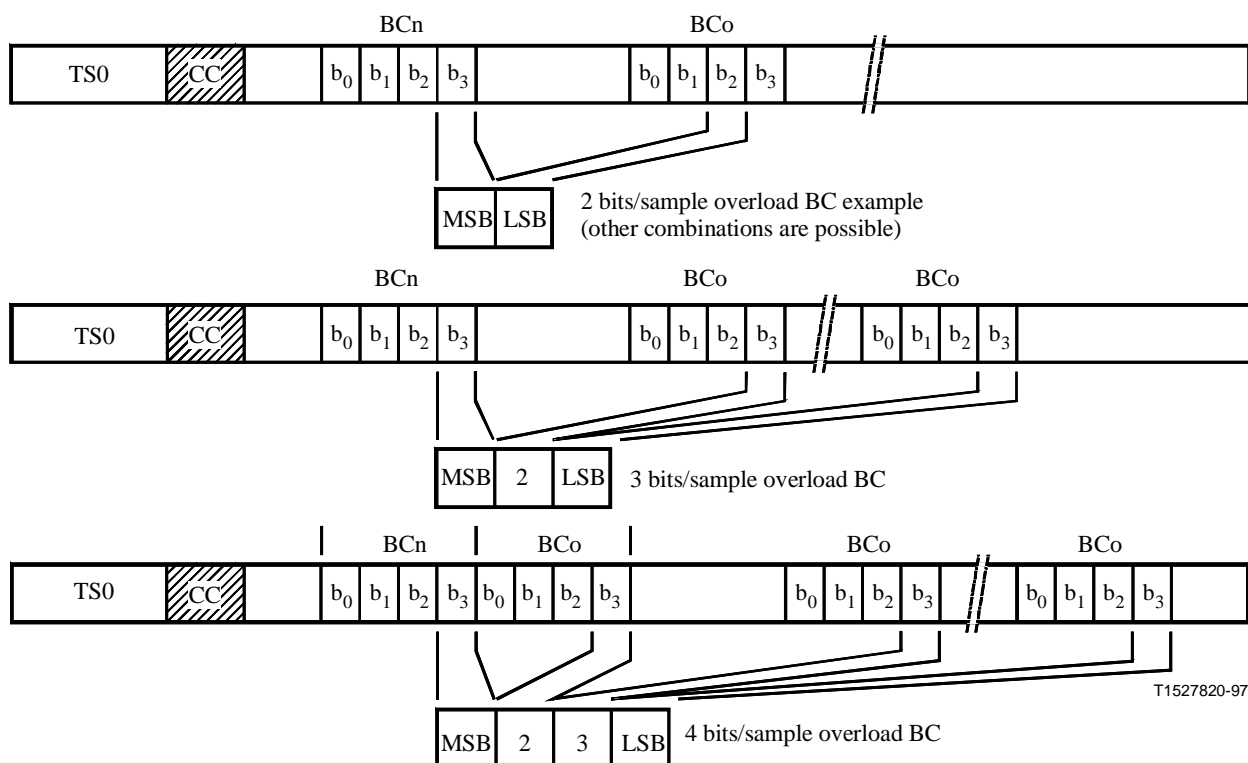 BCn BCo
TS0 CC b0 b1 b2 b3 b0 b1 b2 b3
MSB LSB 2 bits/sample overload BC example
(other combinations are possible)
BCn BCo BCo
TS0 CC b0 b1 b2 b3 b0 b1 b2 b3 b0 b1 b2 b3
MSB 2 LSB 3 bits/sample overload BC
BCn BCo BCo BCo
TS0 CC b0 b1 b2 b3 b0 b1 b2 b3 b0 b1 b2 b3 b0 b1 b2 b3
T1527820-97
MSB 2 3 LSB 4 bits/sample overload BC